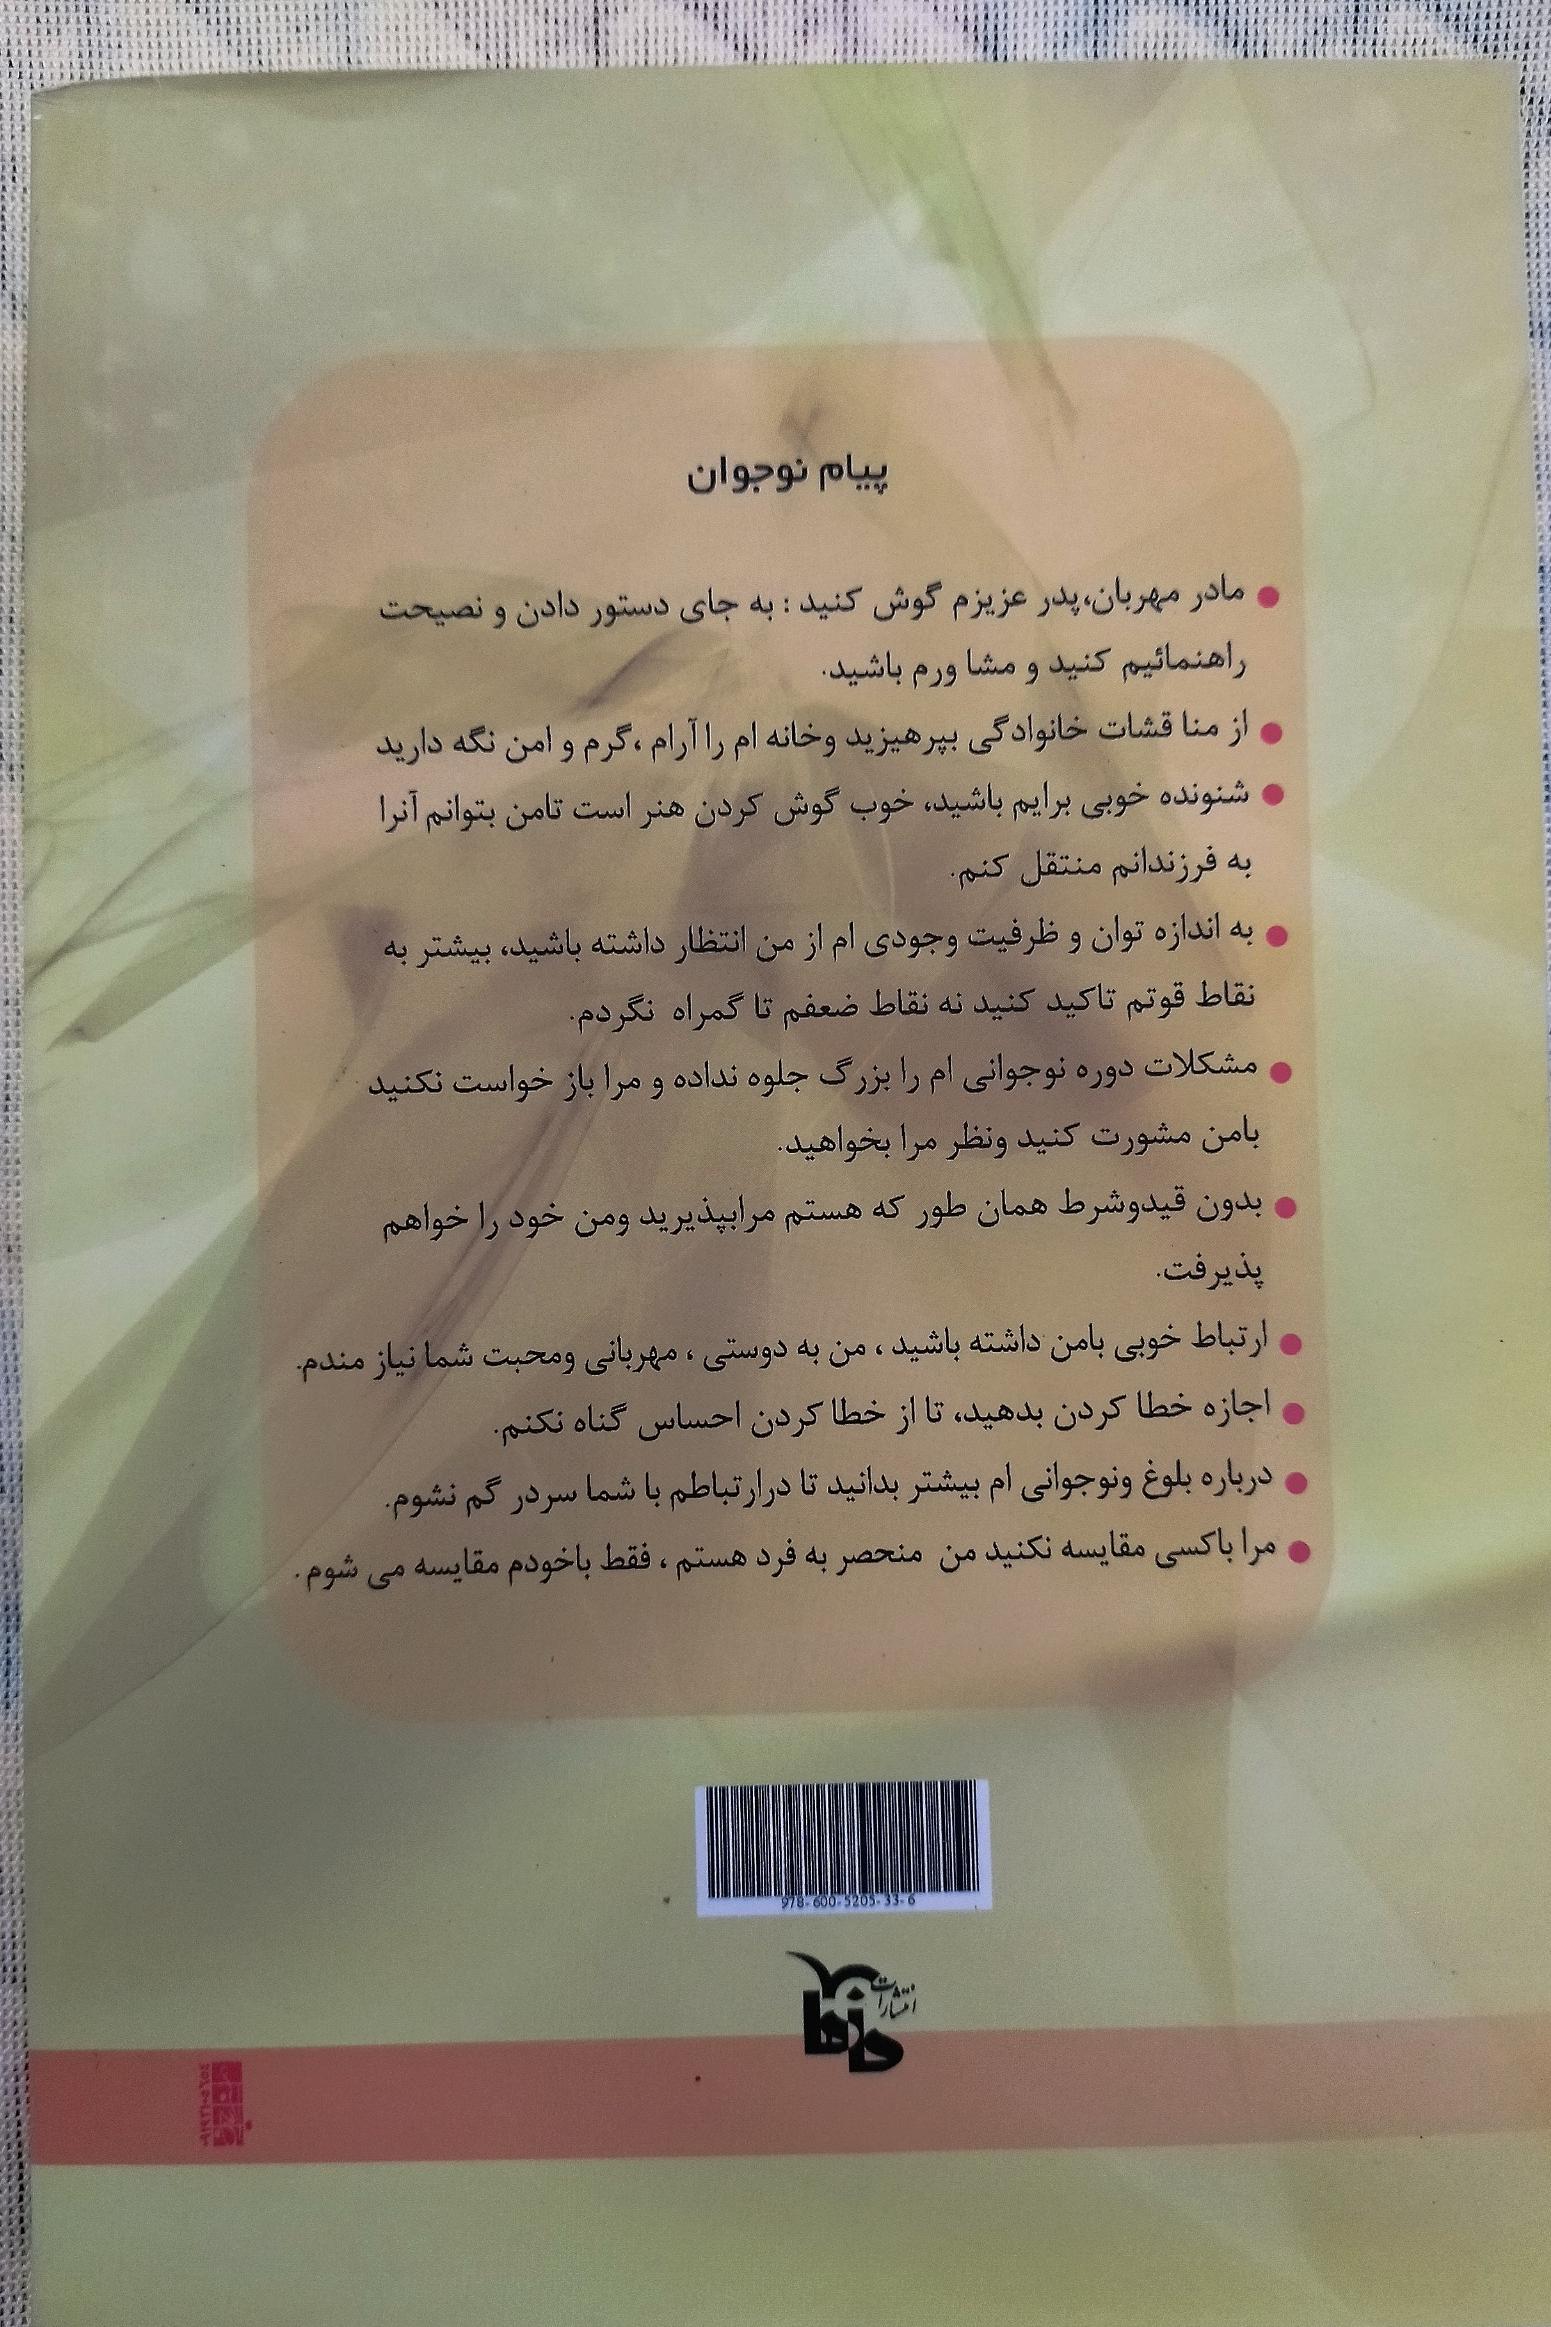 پیام نوجوان
● مادر مهربان،پدر عزیزم گوش کنید : به جای دستور دادن و نصیحت
راهنمائیم کنید و مشا ورم باشید.
● از منا قشات خانوادگی بپرهیزید وخانه ام را آرام ،گرم و امن نگه دارید
● شنونده خوبی برایم باشید، خوب گوش کردن هنر است تامن بتوانم آنرا
به فرزندانم منتقل کنم.
● به اندازه توان و ظرفیت وجودی ام از من انتظار داشته باشید، بیشتر به
نقاط قوتم تاکید کنید نه نقاط ضعفم تا گمراه نگردم.
● مشکلات دوره نوجوانی ام را بزرگ جلوه نداده و مرا باز خواست نکنید
بامن مشورت کنید ونظر مرا بخواهید.
● بدون قیدوشرط همان طور که هستم مرابپذیرید ومن خود را خواهم
پذیرفت.
● ارتباط خوبی بامن داشته باشید ، من به دوستی ، مهربانی ومحبت شما نیاز مندم.
● اجازه خطا کردن بدهید، تا از خطا کردن احساس گناه نکنم.
● درباره بلوغ ونوجوانی ام بیشتر بدانید تا درارتباطم با شما سردر گم نشوم.
● مرا باکسی مقایسه نکنید من منحصر به فرد هستم ، فقط باخودم مقایسه می شوم .
978-600-5205-33-6
انتشارات